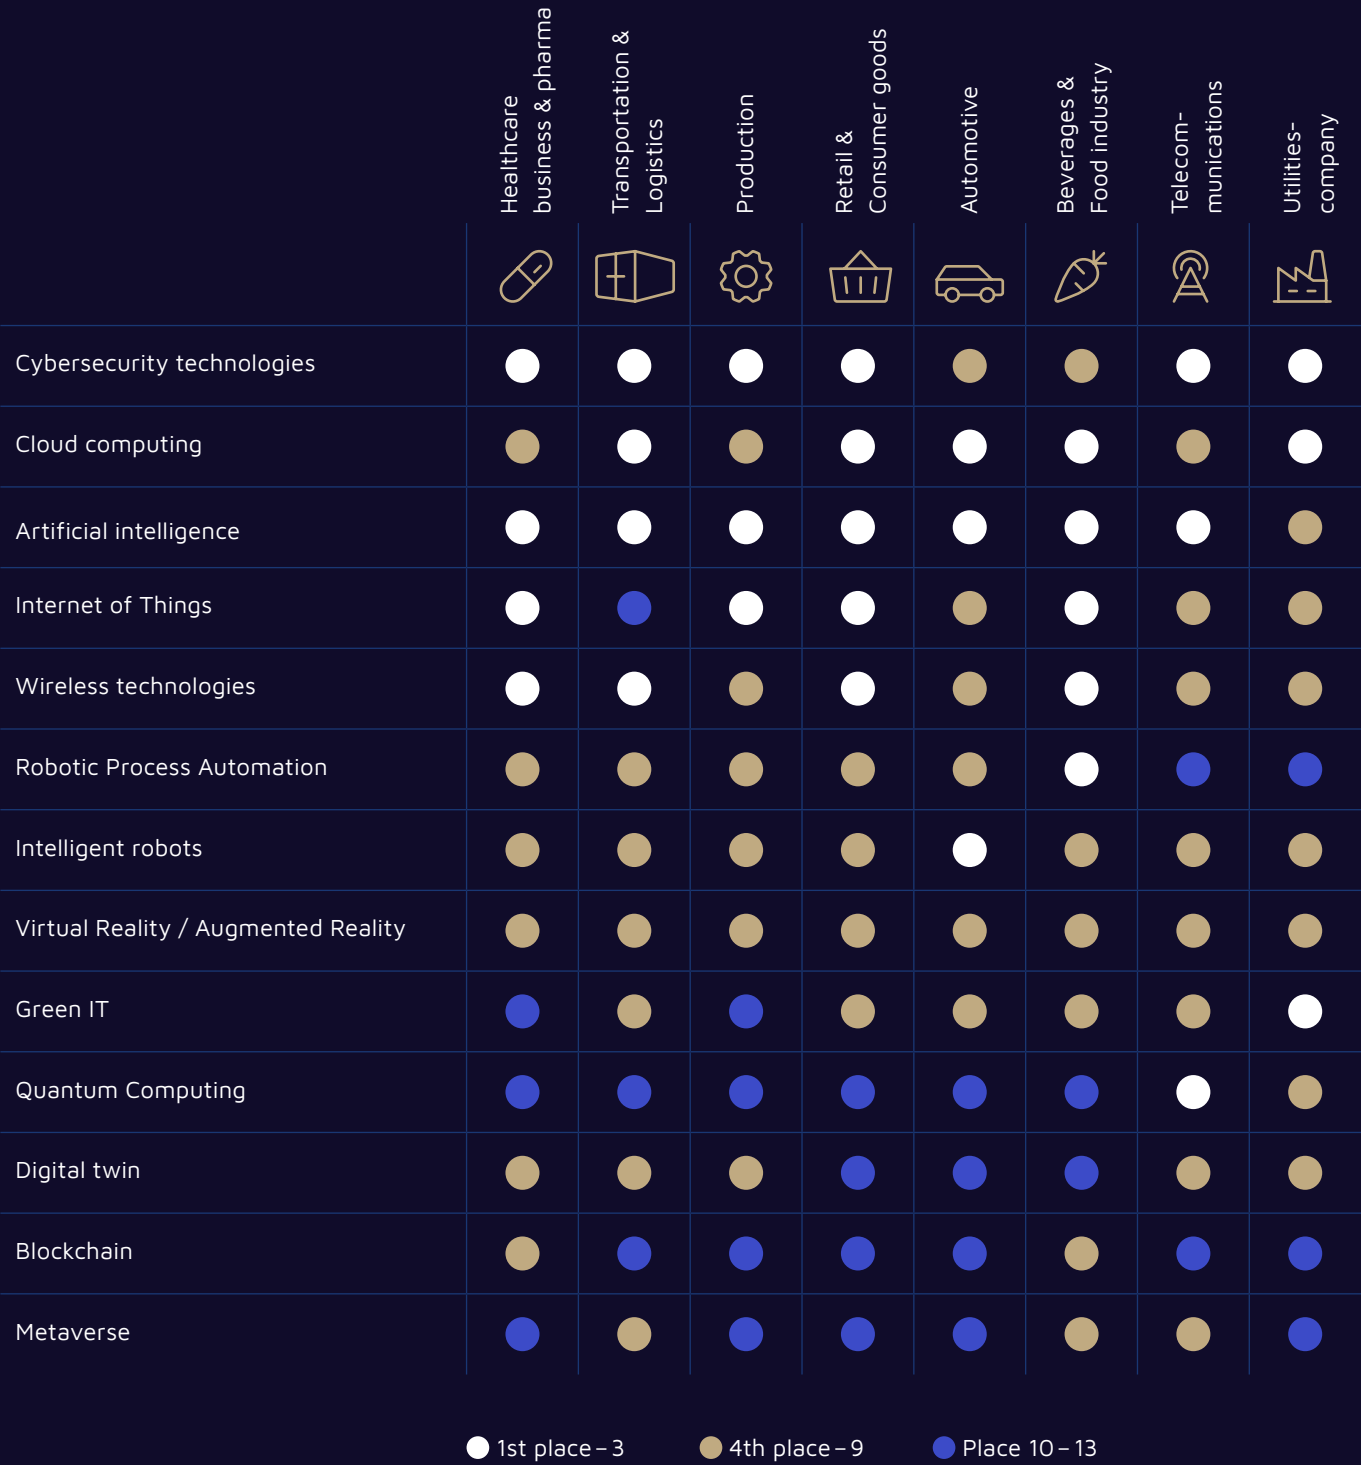 Healthcare
business & pharma
Transportation &
Logistics
Production
Retail &
Consumer goods
Automotive
Beverages &
Food industry
Telecom-
munications
Utilities-
company
Cybersecurity technologies
Cloud computing
Artificial intelligence
Internet of Things
Wireless technologies
Robotic Process Automation
Intelligent robots
Virtual Reality / Augmented Reality
Green IT
Quantum Computing
Digital twin
Blockchain
Metaverse
1st place – 3
4th place – 9
Place 10 – 13